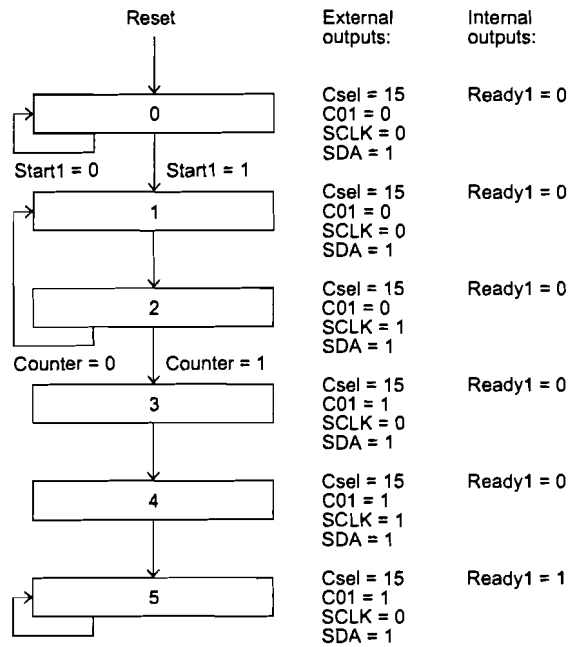 Reset
External outputs:
Internal outputs:
0
Csel = 15
C01 = 0
SCLK = 0
SDA = 1
Ready1 = 0
Start1 = 0
Start1 = 1
1
Csel = 15
C01 = 0
SCLK = 0
SDA = 1
Ready1 = 0
2
Csel = 15
C01 = 0
SCLK = 1
SDA = 1
Ready1 = 0
Counter = 0
Counter = 1
3
Csel = 15
C01 = 1
SCLK = 0
SDA = 1
Ready1 = 0
4
Csel = 15
C01 = 1
SCLK = 1
SDA = 1
Ready1 = 0
5
Csel = 15
C01 = 1
SCLK = 0
SDA = 1
Ready1 = 1